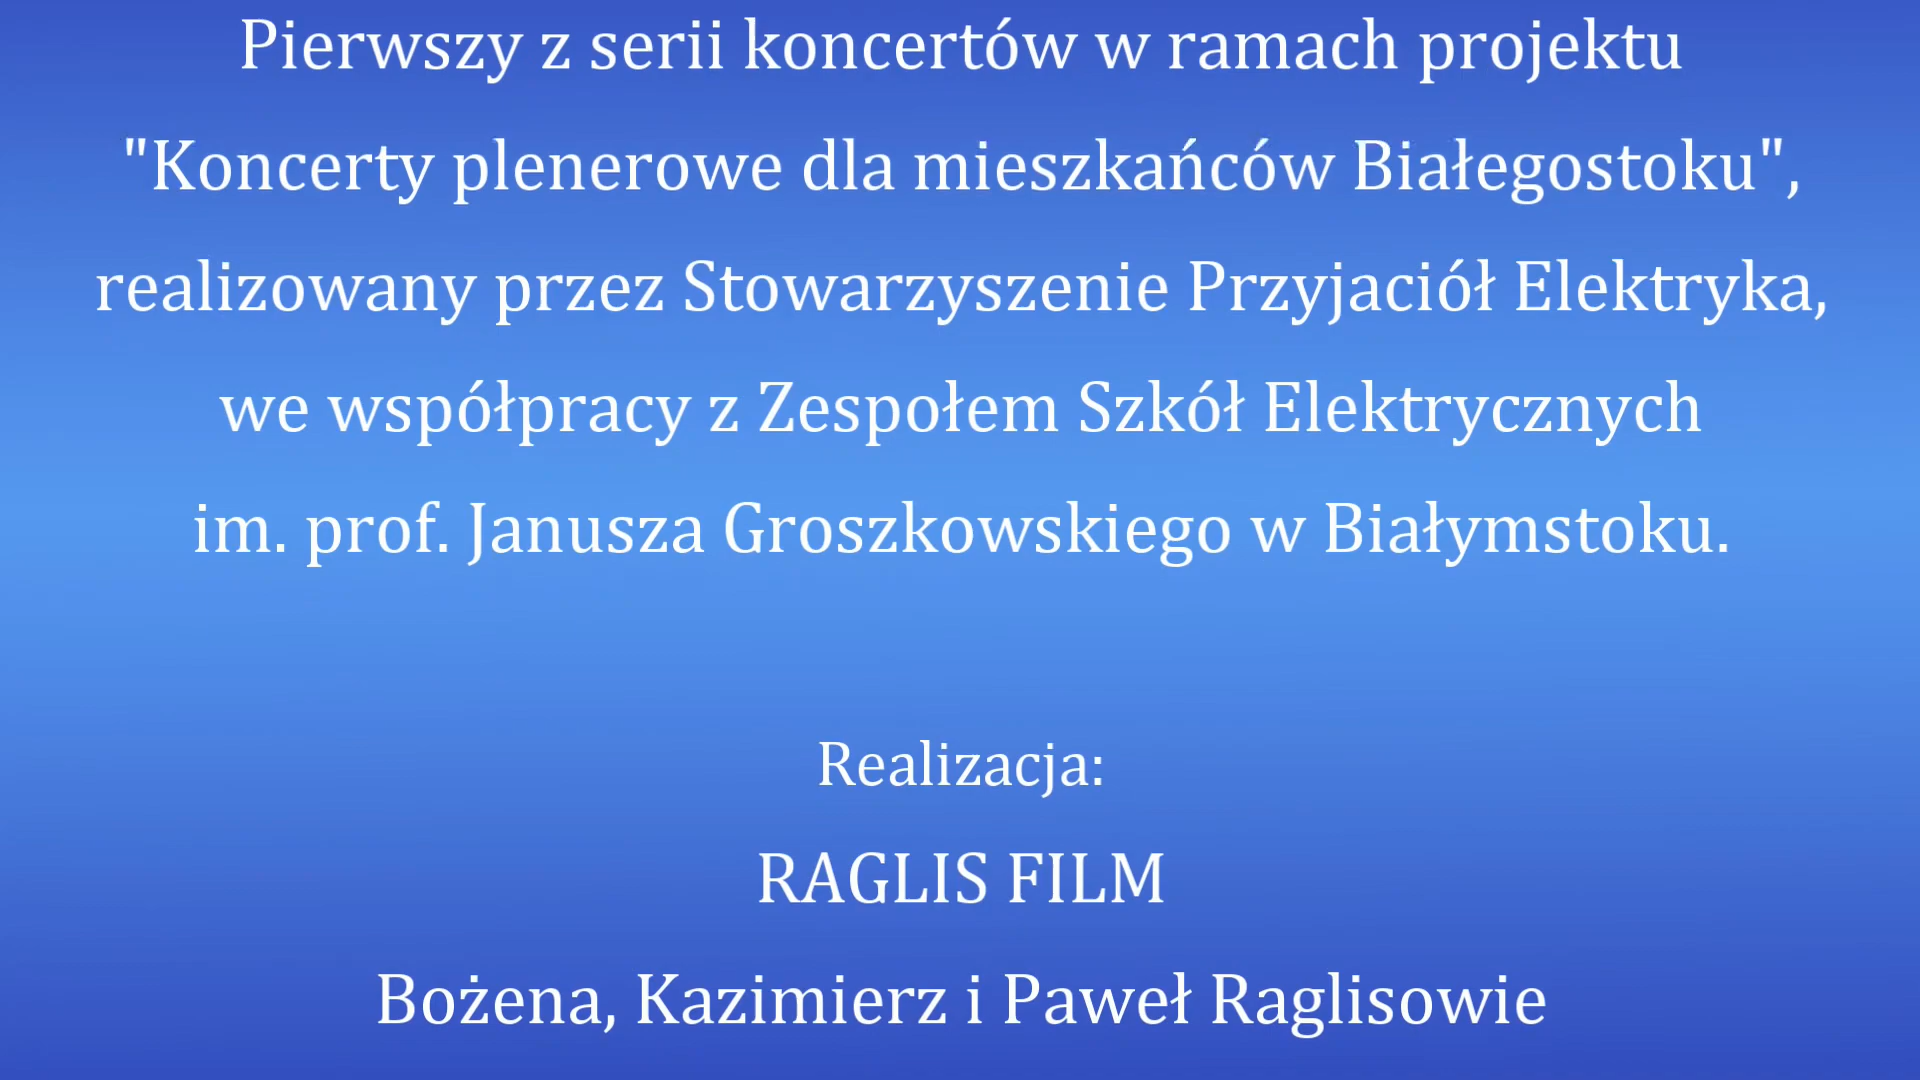 Pierwszy z serii koncertów w ramach projektu
"Koncerty plenerowe dla mieszkańców Białegostoku",
realizowany przez Stowarzyszenie Przyjaciół Elektryka,
we współpracy z Zespołem Szkół Elektrycznych
im. prof. Janusza Groszkowskiego w Białymstoku.
Realizacja:
RAGLIS FILM
Bożena, Kazimierz i Paweł Raglisowie